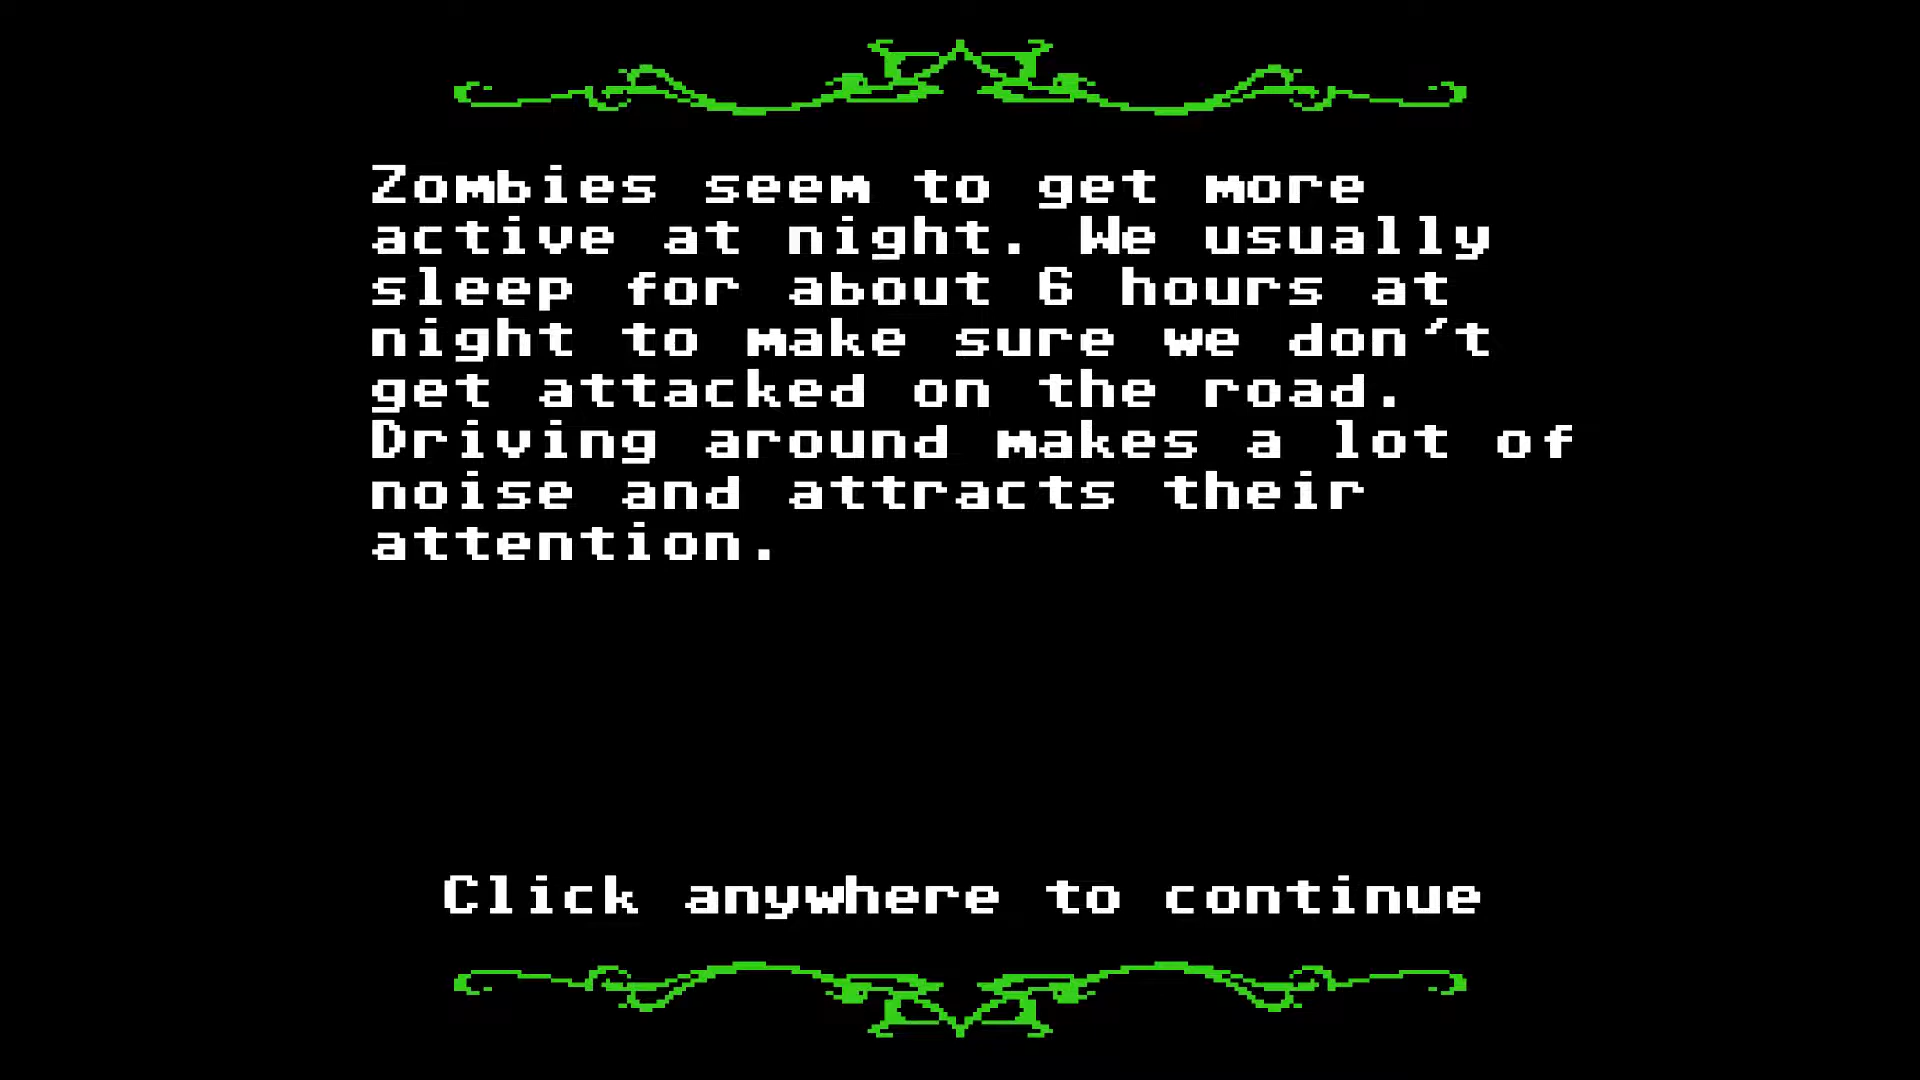 Zombies seem to get more
active at night. We usually
sleep for about 6 hours at
night to make sure we don't
get attacked on the road.
Driving around makes a lot of
noise and attracts their
attention.
Click anywhere to continue